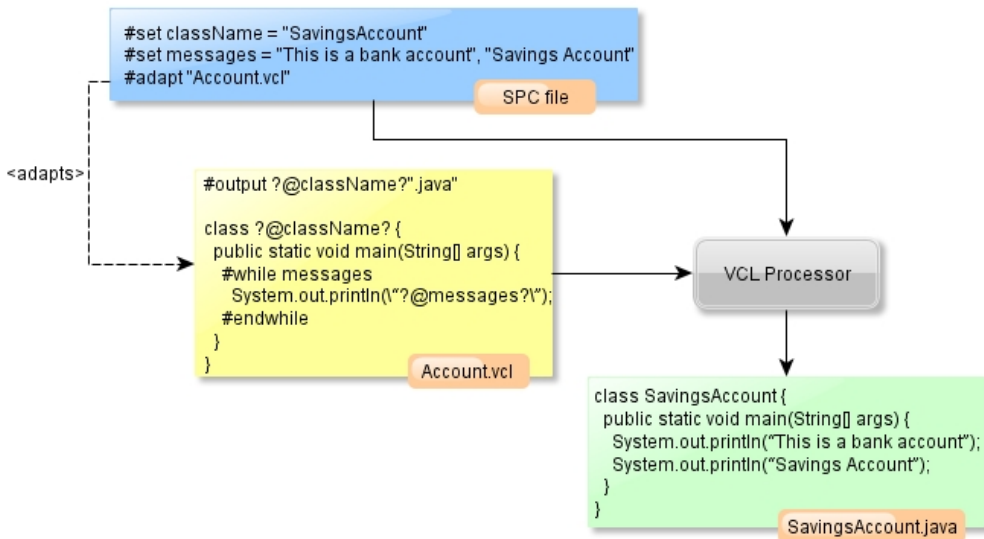 #set className = "SavingsAccount"
#set messages = "This is a bank account", "Savings Account"
#adapt "Account.vcl"
SPC file
<adapts>
#output ?@className?".java"
class ?@className? {
public static void main(String[] args) {
#while messages
System.out.println(\"?@messages?\");
#endwhile
}
}
Account.vcl
VCL Processor
class SavingsAccount {
public static void main(String[] args) {
System.out.println("This is a bank account");
System.out.println("Savings Account");
}
}
SavingsAccount.java